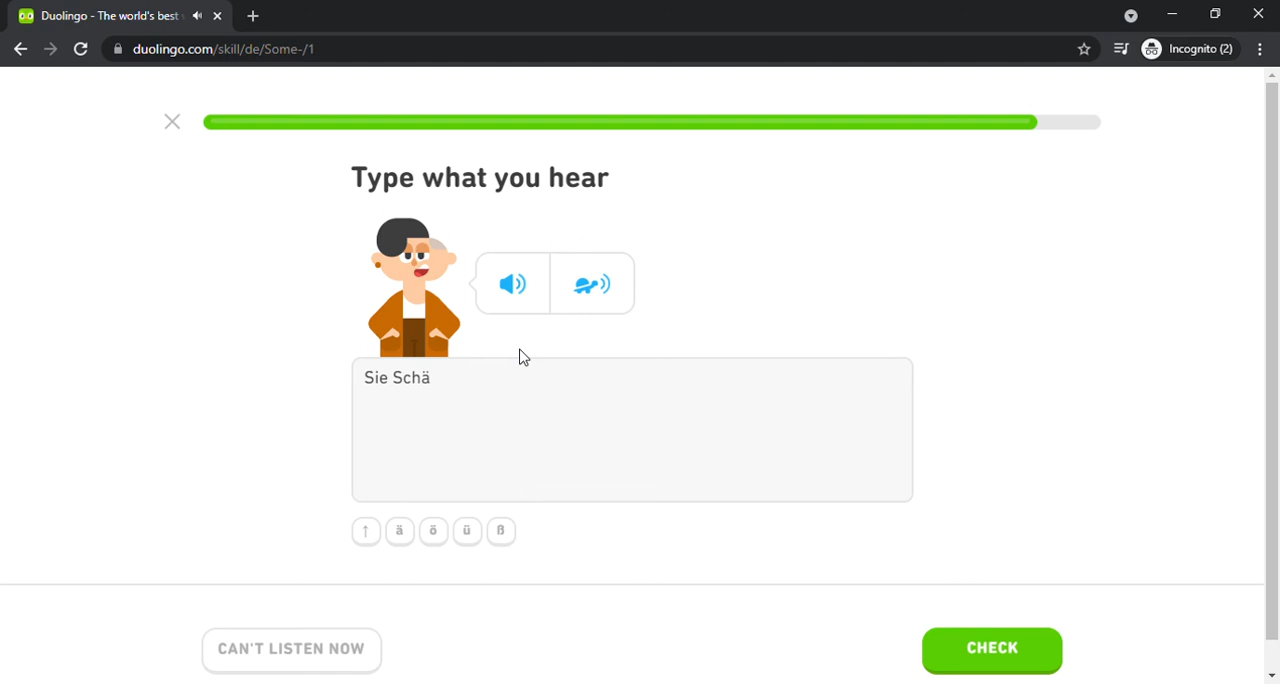 Duolingo - The world's best
duolingo.com/skill/de/Some-/1
Incognito (2)
Type what you hear
Sie Schä
↑ ä ö ü ß
CAN'T LISTEN NOW
CHECK